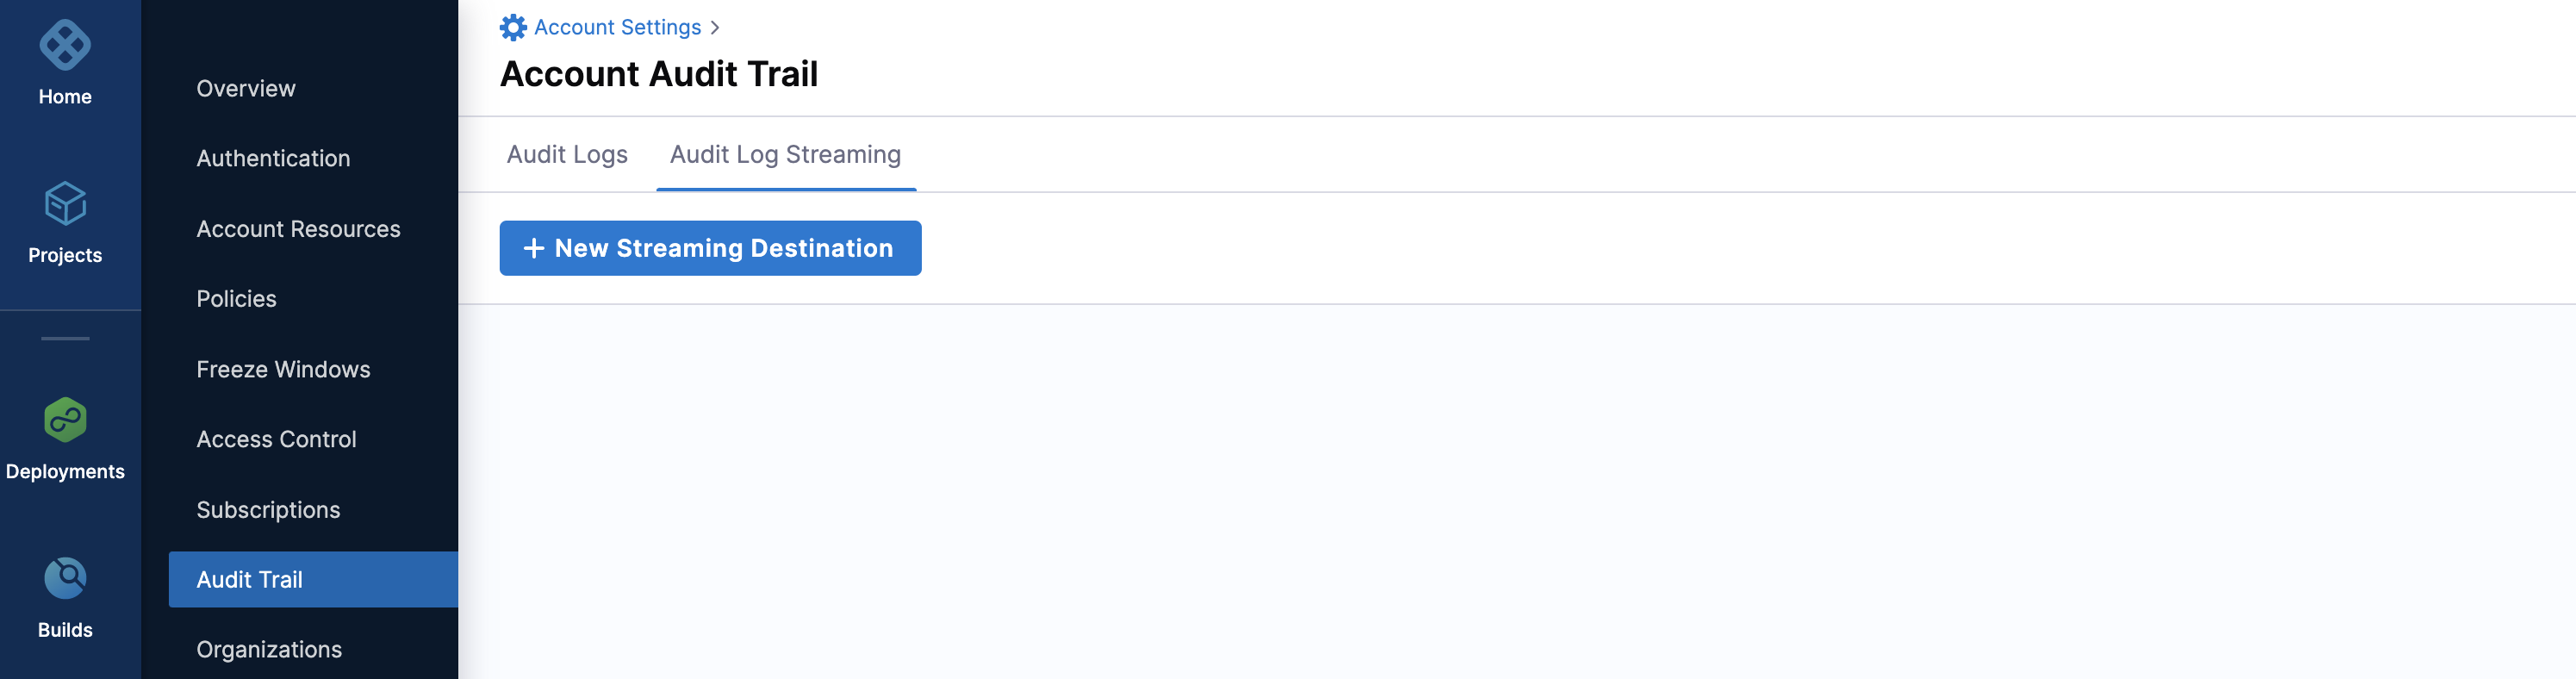 Home
Projects
Deployments
Builds
Overview
Authentication
Account Resources
Policies
Freeze Windows
Access Control
Subscriptions
Audit Trail
Organizations
Account Settings
Account Audit Trail
Audit Logs
Audit Log Streaming
+ New Streaming Destination